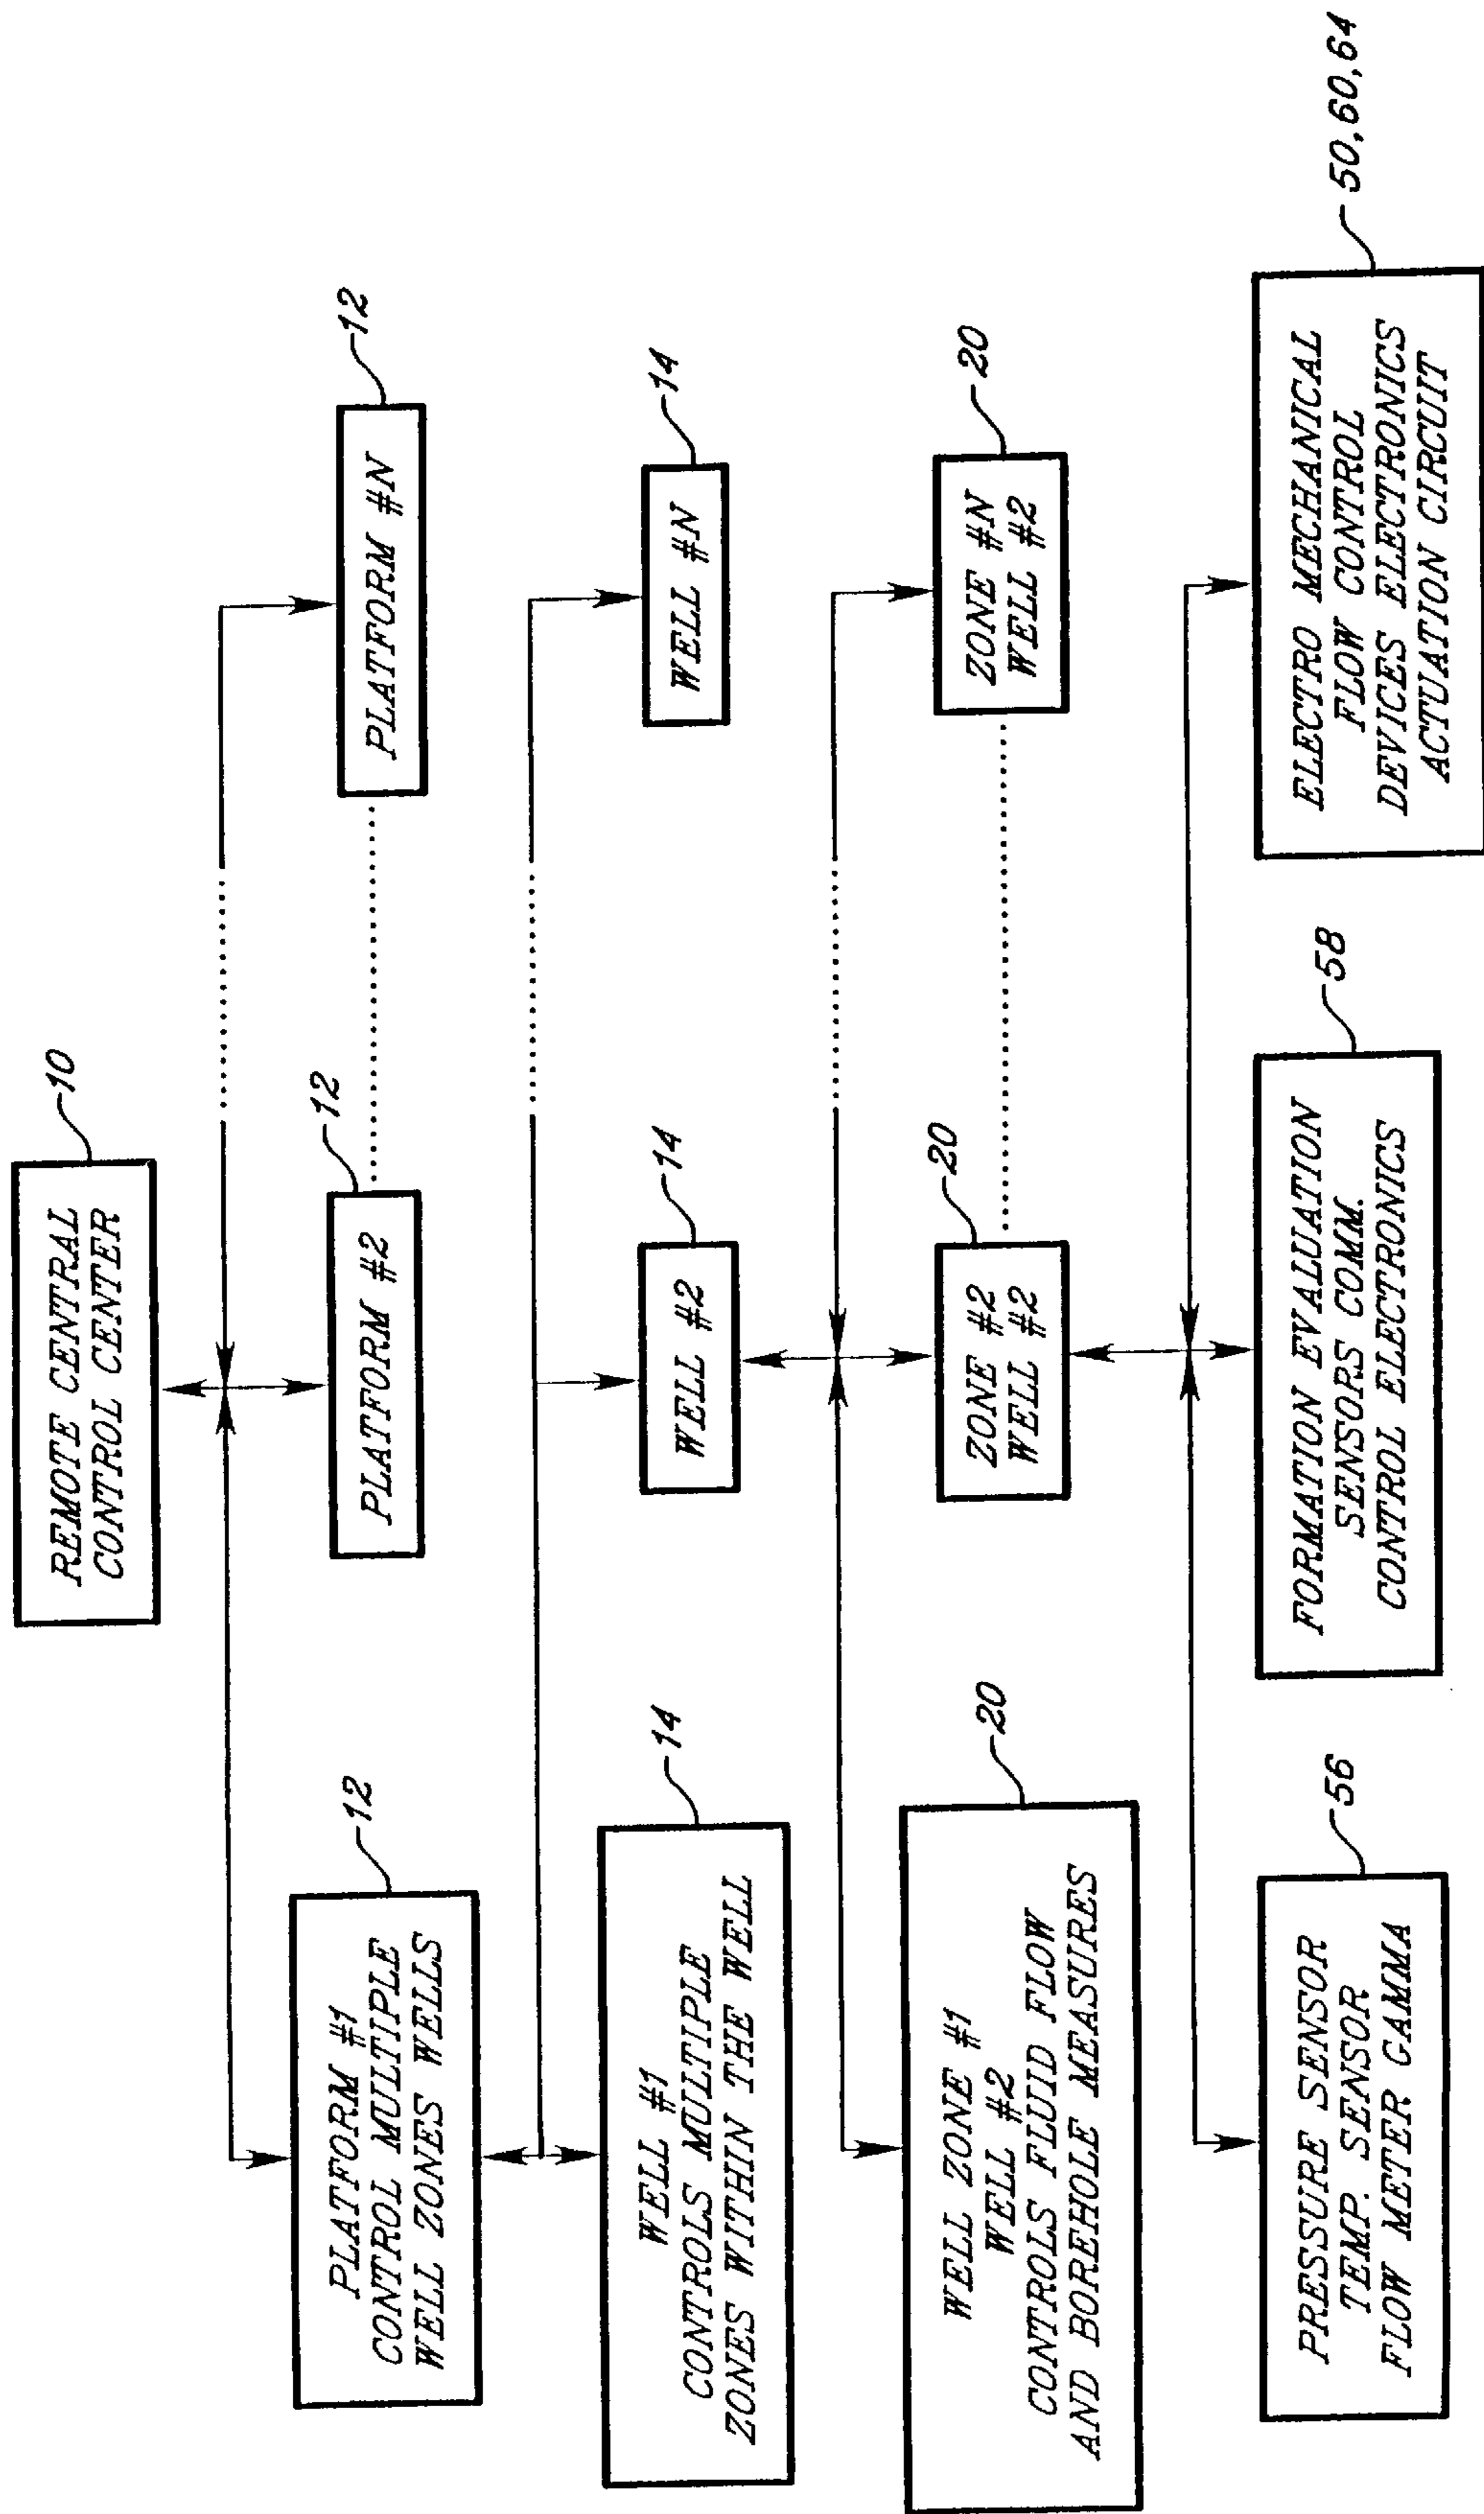 REMOTE CENTRAL
CONTROL CENTER
10
PLATFORM #1
CONTROL MULTIPLE
WELL ZONES WELLS
12
PLATFORM #2
12
PLATFORM #N
12
WELL #1
CONTROLS MULTIPLE
ZONES WITHIN THE WELL
14
WELL #2
14
WELL #N
14
WELL ZONE #1
WELL #2
CONTROLS FLUID FLOW
AND BOREHOLE MEASURES
20
ZONE #2
WELL #2
20
ZONE #N
WELL #2
20
PRESSURE SENSOR
TEMP. SENSOR
FLOW METER GAMMA
56
FORMATION EVALUATION
SENSORS COMM.
CONTROL ELECTRONICS
58
ELECTRO MECHANICAL
FLOW CONTROL
DEVICES ELECTRONICS
ACTUATION CIRCUIT
50,60,64